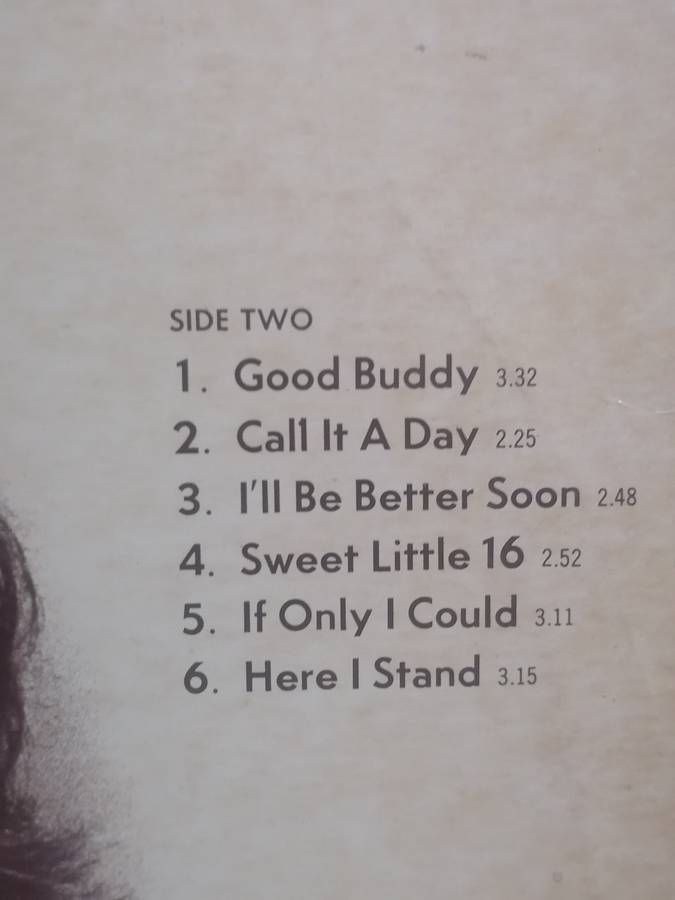 SIDE TWO
1. Good Buddy 3.32
2. Call It A Day 2.25
3. I'll Be Better Soon 2.48
4. Sweet Little 16 2.52
5. If Only I Could 3.11
6. Here I Stand 3.15